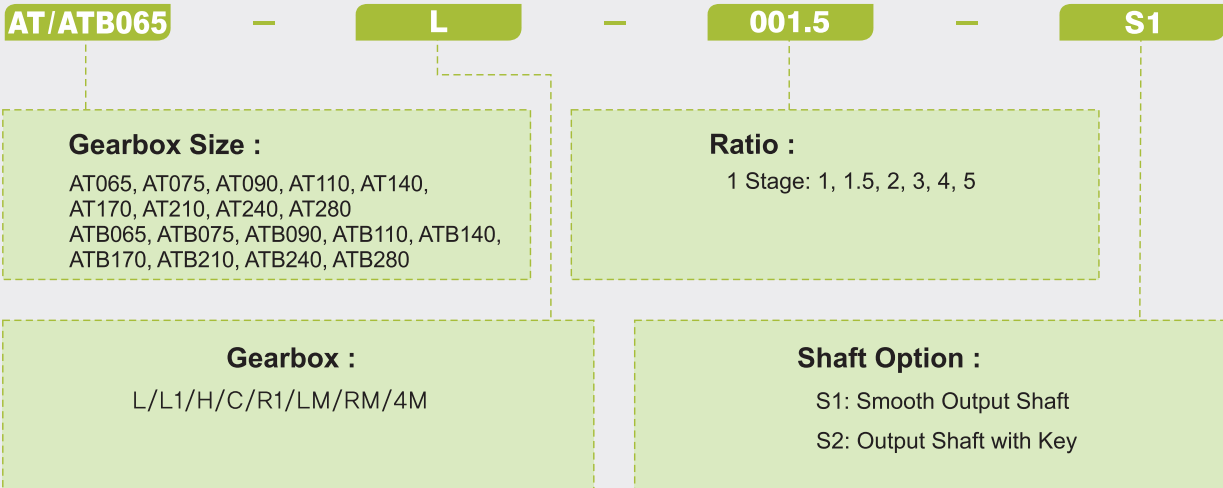 AT/ATB065 – L – 001.5 – S1
Gearbox Size :
AT065, AT075, AT090, AT110, AT140,
AT170, AT210, AT240, AT280
ATB065, ATB075, ATB090, ATB110, ATB140,
ATB170, ATB210, ATB240, ATB280
Ratio :
1 Stage: 1, 1.5, 2, 3, 4, 5
Gearbox :
L/L1/H/C/R1/LM/RM/4M
Shaft Option :
S1: Smooth Output Shaft
S2: Output Shaft with Key